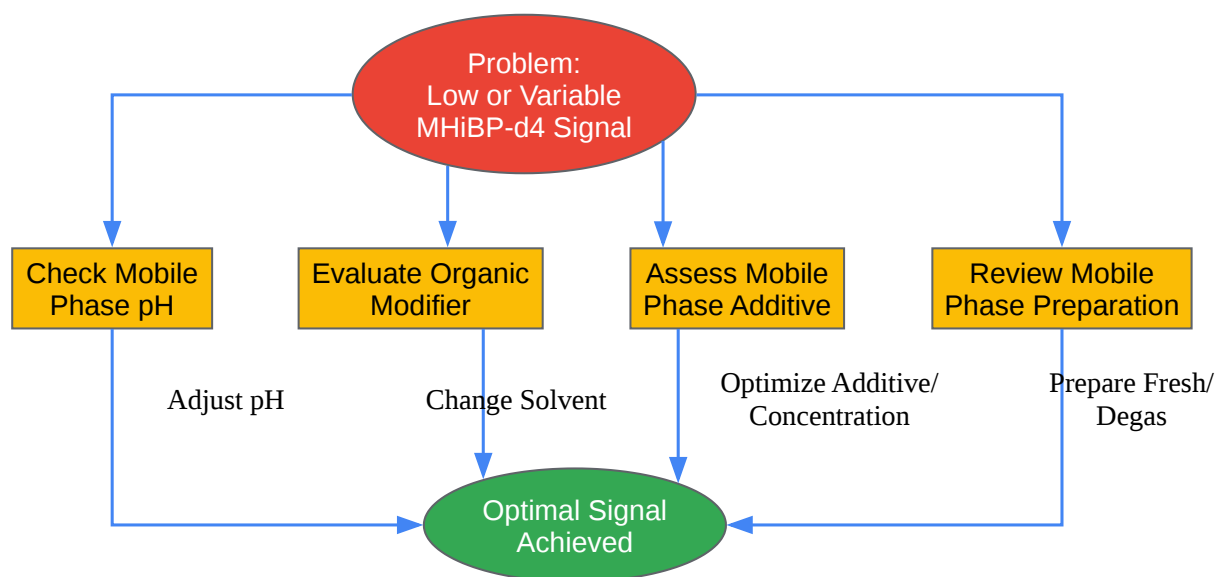 Problem:
Low or Variable
MHiBP-d4 Signal
Check Mobile
Phase pH
Evaluate Organic
Modifier
Assess Mobile
Phase Additive
Review Mobile
Phase Preparation
Adjust pH
Change Solvent
Optimize Additive/
Concentration
Prepare Fresh/
Degas
Optimal Signal
Achieved